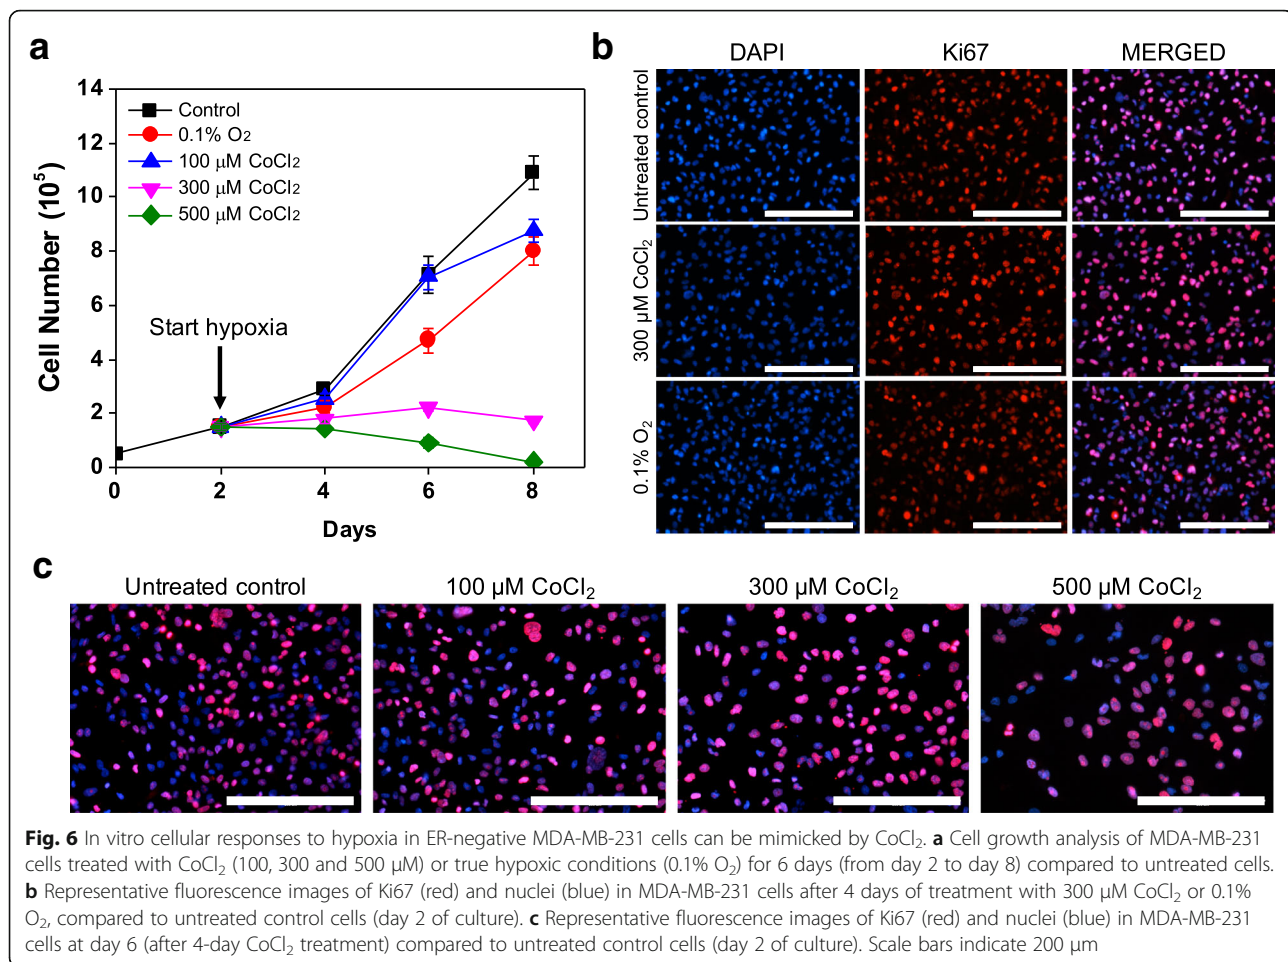 a
14
12
10
8
6
4
2
0
Cell Number (10⁵)
Control
0.1% O₂
100 µM CoCl₂
300 µM CoCl₂
500 µM CoCl₂
Start hypoxia
0 2 4 6 8
Days
b
DAPI Ki67 MERGED
Untreated control
300 µM CoCl₂
0.1% O₂
c
Untreated control 100 µM CoCl₂ 300 µM CoCl₂ 500 µM CoCl₂
Fig. 6 In vitro cellular responses to hypoxia in ER-negative MDA-MB-231 cells can be mimicked by CoCl₂. a Cell growth analysis of MDA-MB-231
cells treated with CoCl₂ (100, 300 and 500 µM) or true hypoxic conditions (0.1% O₂) for 6 days (from day 2 to day 8) compared to untreated cells.
b Representative fluorescence images of Ki67 (red) and nuclei (blue) in MDA-MB-231 cells after 4 days of treatment with 300 µM CoCl₂ or 0.1%
O₂, compared to untreated control cells (day 2 of culture). c Representative fluorescence images of Ki67 (red) and nuclei (blue) in MDA-MB-231
cells at day 6 (after 4-day CoCl₂ treatment) compared to untreated control cells (day 2 of culture). Scale bars indicate 200 µm